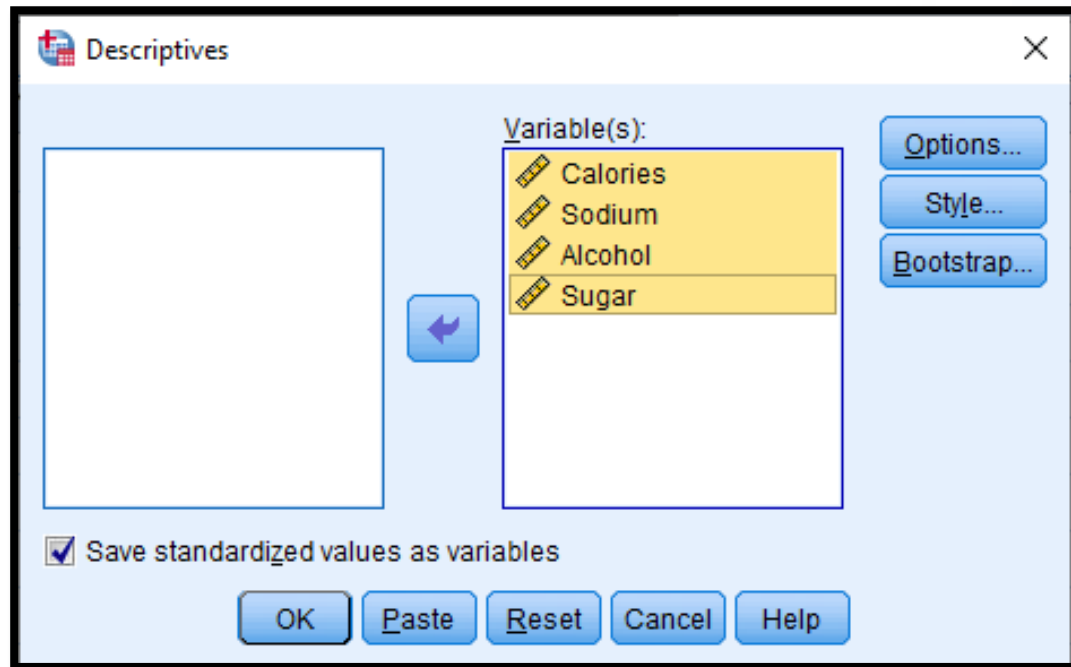 Descriptives
Variable(s):
Calories
Sodium
Alcohol
Sugar
Options...
Style...
Bootstrap...
Save standardized values as variables
OK Paste Reset Cancel Help